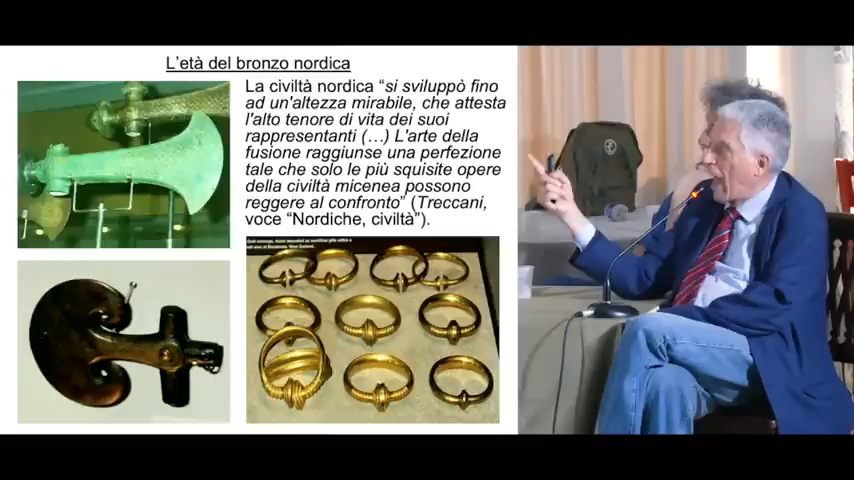 L'età del bronzo nordica
La civiltà nordica “si sviluppò fino
ad un'altezza mirabile, che attesta
l'alto tenore di vita dei suoi
rappresentanti (…) L'arte della
fusione raggiunse una perfezione
tale che solo le più squisite opere
della civiltà micenea possono
reggere al confronto” (Treccani,
voce “Nordiche, civiltà”).